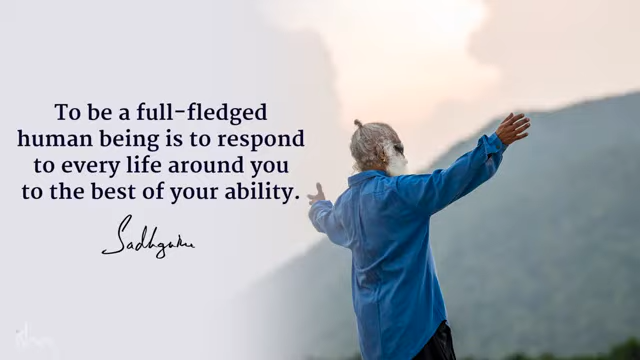 To be a full-fledged
human being is to respond
to every life around you
to the best of your ability.
Sadhguru